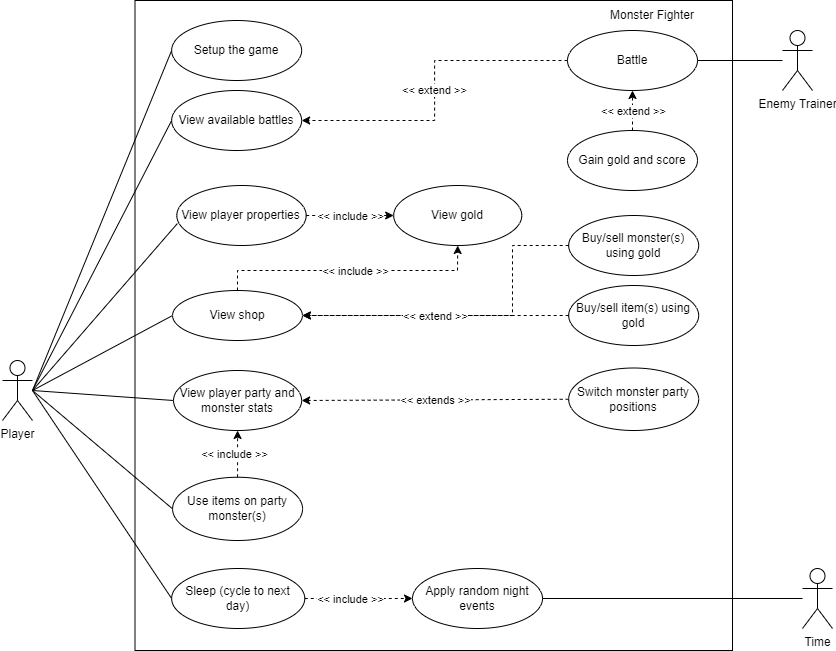 Monster Fighter
Setup the game
Battle
<< extend >>
Enemy Trainer
<< extend >>
View available battles
Gain gold and score
View player properties
<< include >>
View gold
Buy/sell monster(s)
using gold
<< include >>
View shop
<< extend >>
Buy/sell item(s) using
gold
View player party and
monster stats
<< extends >>
Switch monster party
positions
Player
<< include >>
Use items on party
monster(s)
Sleep (cycle to next
day)
<< include >>
Apply random night
events
Time